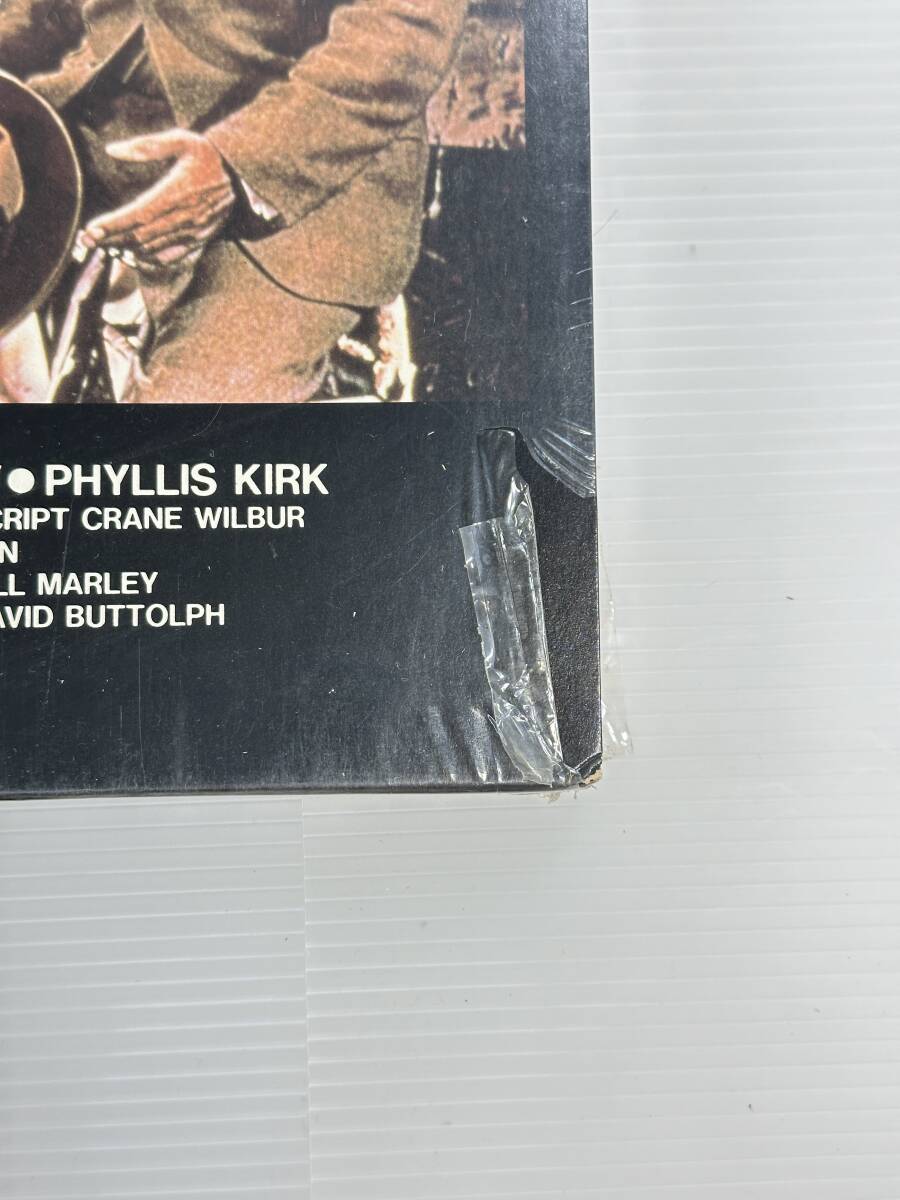 ● PHYLLIS KIRK
CRIPT CRANE WILBUR
N
LL MARLEY
AVID BUTTOLPH